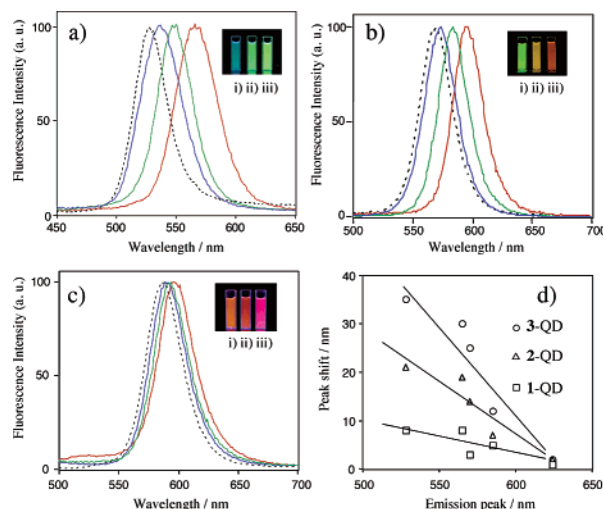 a)
Fluorescence Intensity (a. u.)
100
50
0
i) ii) iii)
450 500 550 600 650
Wavelength / nm
b)
Fluorescence Intensity (a. u.)
100
50
0
i) ii) iii)
500 550 600 650 700
Wavelength / nm
c)
Fluorescence Intensity (a. u.)
100
50
0
i) ii) iii)
500 550 600 650 700
Wavelength / nm
d)
Peak shift / nm
40
30
20
10
0
3-QD
2-QD
1-QD
500 550 600 650
Emission peak / nm